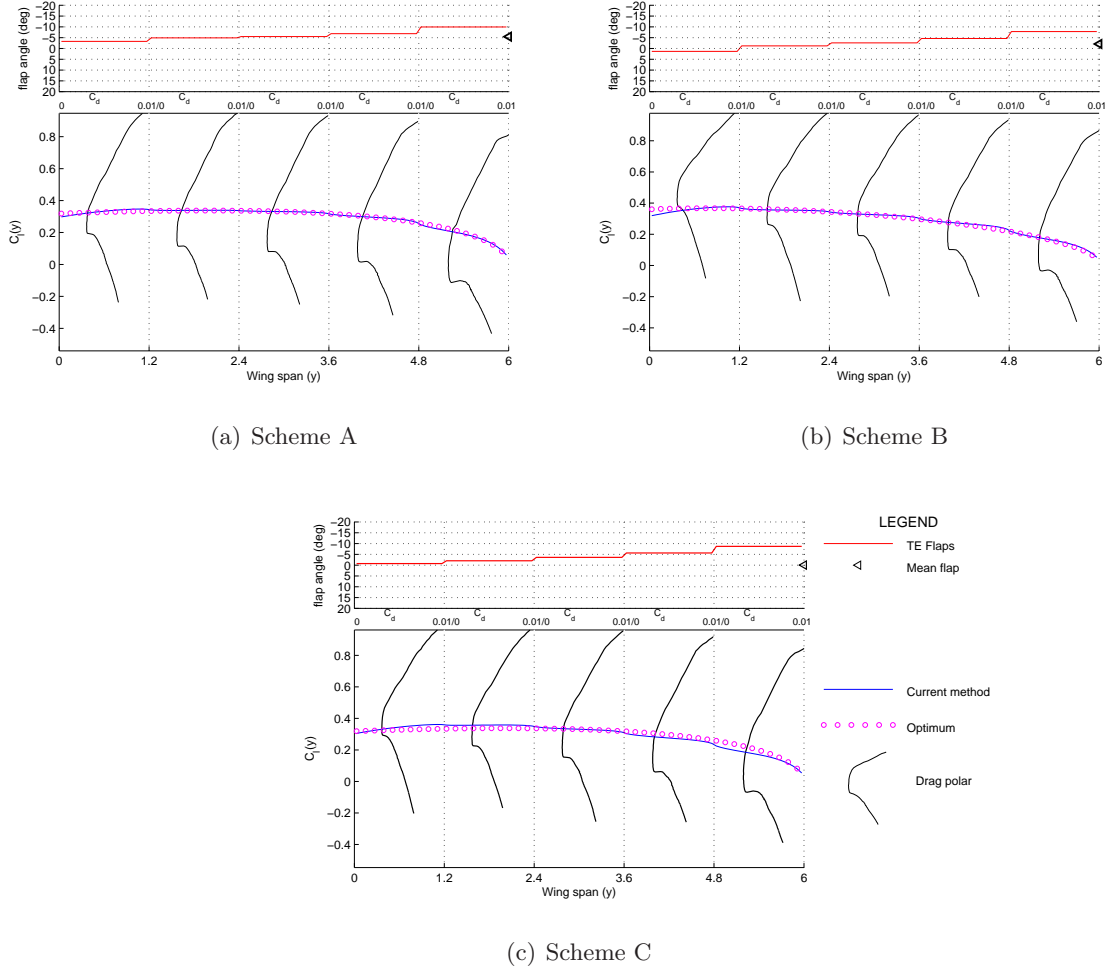 −20
−15
−10
−5
0
5
10
15
20
flap angle (deg)
C_d
C_d
C_d
C_d
C_d
0
0.01/0
0.01/0
0.01/0
0.01/0
0.01
0.8
0.6
0.4
0.2
0
−0.2
−0.4
C_l(y)
0
1.2
2.4
3.6
4.8
6
Wing span (y)
(a) Scheme A
−20
−15
−10
−5
0
5
10
15
20
flap angle (deg)
C_d
C_d
C_d
C_d
C_d
0
0.01/0
0.01/0
0.01/0
0.01/0
0.01
0.8
0.6
0.4
0.2
0
−0.2
−0.4
C_l(y)
0
1.2
2.4
3.6
4.8
6
Wing span (y)
(b) Scheme B
−20
−15
−10
−5
0
5
10
15
20
flap angle (deg)
C_d
C_d
C_d
C_d
C_d
0
0.01/0
0.01/0
0.01/0
0.01/0
0.01
0.8
0.6
0.4
0.2
0
−0.2
−0.4
C_l(y)
0
1.2
2.4
3.6
4.8
6
Wing span (y)
LEGEND
TE Flaps
Mean flap
Current method
Optimum
Drag polar
(c) Scheme C